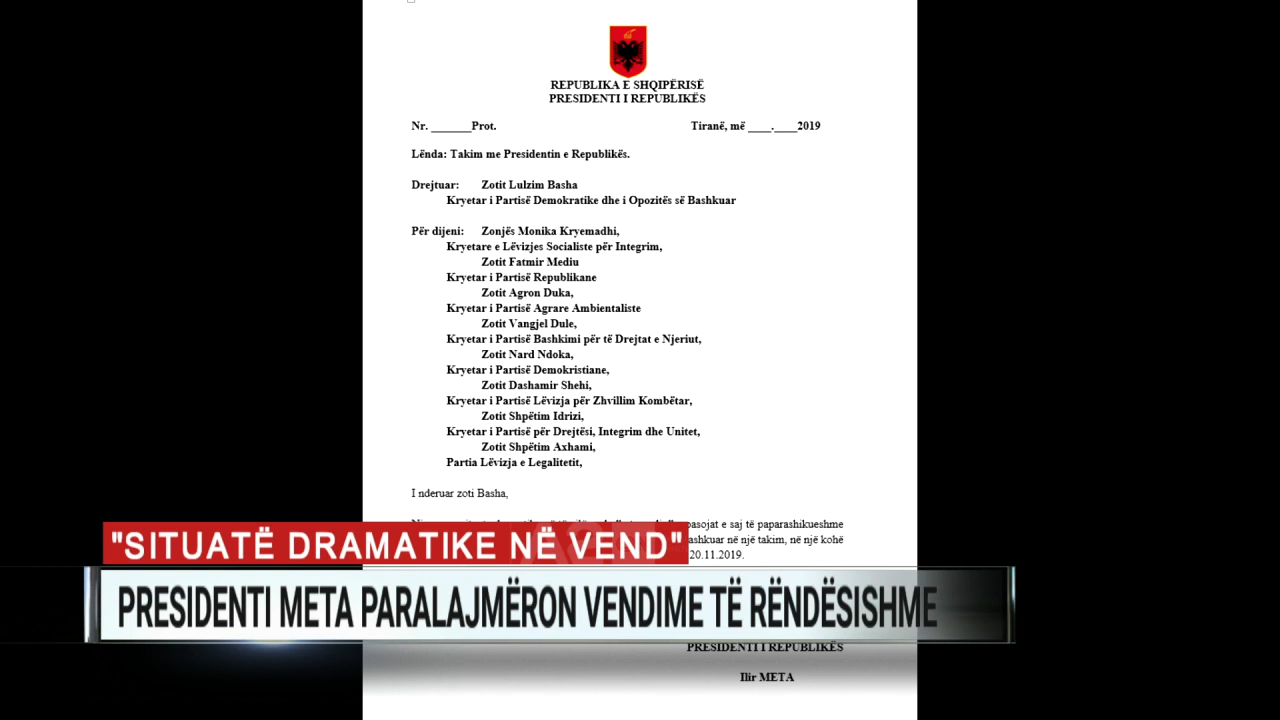 REPUBLIKA E SHQIPËRISË
PRESIDENTI I REPUBLIKËS
Nr. _______Prot. Tiranë, më ____.____2019
Lënda: Takim me Presidentin e Republikës.
Drejtuar: Zotit Lulzim Basha
Kryetar i Partisë Demokratike dhe i Opozitës së Bashkuar
Për dijeni: Zonjës Monika Kryemadhi,
Kryetare e Lëvizjes Socialiste për Integrim,
Zotit Fatmir Mediu
Kryetar i Partisë Republikane
Zotit Agron Duka,
Kryetar i Partisë Agrare Ambientaliste
Zotit Vangjel Dule,
Kryetar i Partisë Bashkimi për të Drejtat e Njeriut,
Zotit Nard Ndoka,
Kryetar i Partisë Demokristiane,
Zotit Dashamir Shehi,
Kryetar i Partisë Lëvizja për Zhvillim Kombëtar,
Zotit Shpëtim Idrizi,
Kryetar i Partisë për Drejtësi, Integrim dhe Unitet,
Zotit Shpëtim Axhami,
Partia Lëvizja e Legalitetit,
I nderuar zoti Basha,
pasojat e saj të paparashikueshme
në një takim, në një kohë
20.11.2019.
"SITUATË DRAMATIKE NË VEND"
PRESIDENTI META PARALAJMËRON VENDIME TË RËNDËSISHME
PRESIDENTI I REPUBLIKËS
Ilir META